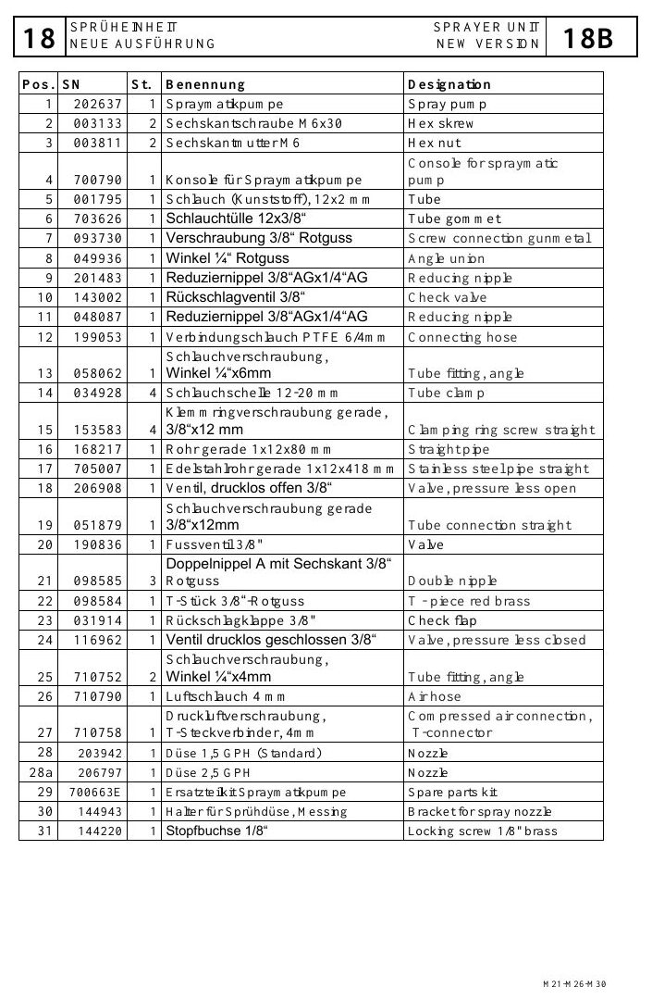 18 SPRÜHEINHEIT SPRAYER UNIT 18B
NEUE AUSFÜHRUNG NEW VERSION
Pos. SN St. Benennung Designation
1 202637 1 Spraymatikpumpe Spray pump
2 003133 2 Sechskantschraube M6x30 Hex skrew
3 003811 2 Sechskantmutter M6 Hex nut
Console for spraymatic
4 700790 1 Konsole für Spraymatikpumpe pump
5 001795 1 Schlauch (Kunststoff), 12x2 mm Tube
6 703626 1 Schlauchtülle 12x3/8“ Tube gommet
7 093730 1 Verschraubung 3/8“ Rotguss Screw connection gunmetal
8 049936 1 Winkel ¼“ Rotguss Angle union
9 201483 1 Reduziernippel 3/8“AGx1/4“AG Reducing nipple
10 143002 1 Rückschlagventil 3/8“ Check valve
11 048087 1 Reduziernippel 3/8“AGx1/4“AG Reducing nipple
12 199053 1 Verbindungschlauch PTFE 6/4mm Connecting hose
Schlauchverschraubung,
13 058062 1 Winkel ¼“x6mm Tube fitting, angle
14 034928 4 Schlauchschelle 12-20 mm Tube clamp
Klemmringverschraubung gerade,
15 153583 4 3/8“x12 mm Clamping ring screw straight
16 168217 1 Rohr gerade 1x12x80 mm Straight pipe
17 705007 1 Edelstahlrohr gerade 1x12x418 mm Stainless steel pipe straight
18 206908 1 Ventil, drucklos offen 3/8“ Valve, pressure less open
Schlauchverschraubung gerade
19 051879 1 3/8“x12mm Tube connection straight
20 190836 1 Fussventil 3/8" Valve
Doppelnippel A mit Sechskant 3/8“
21 098585 3 Rotguss Double nipple
22 098584 1 T-Stück 3/8“-Rotguss T - piece red brass
23 031914 1 Rückschlagklappe 3/8" Check flap
24 116962 1 Ventil drucklos geschlossen 3/8“ Valve, pressure less closed
Schlauchverschraubung,
25 710752 2 Winkel ¼“x4mm Tube fitting, angle
26 710790 1 Luftschlauch 4 mm Air hose
Druckluftverschraubung, Compressed air connection,
27 710758 1 T-Steckverbinder, 4mm T-connector
28 203942 1 Düse 1,5 GPH (Standard) Nozzle
28a 206797 1 Düse 2,5 GPH Nozzle
29 700663E 1 Ersatzteilkit Spraymatikpumpe Spare parts kit
30 144943 1 Halter für Sprühdüse, Messing Bracket for spray nozzle
31 144220 1 Stopfbuchse 1/8“ Locking screw 1/8" brass
M21-M26-M30